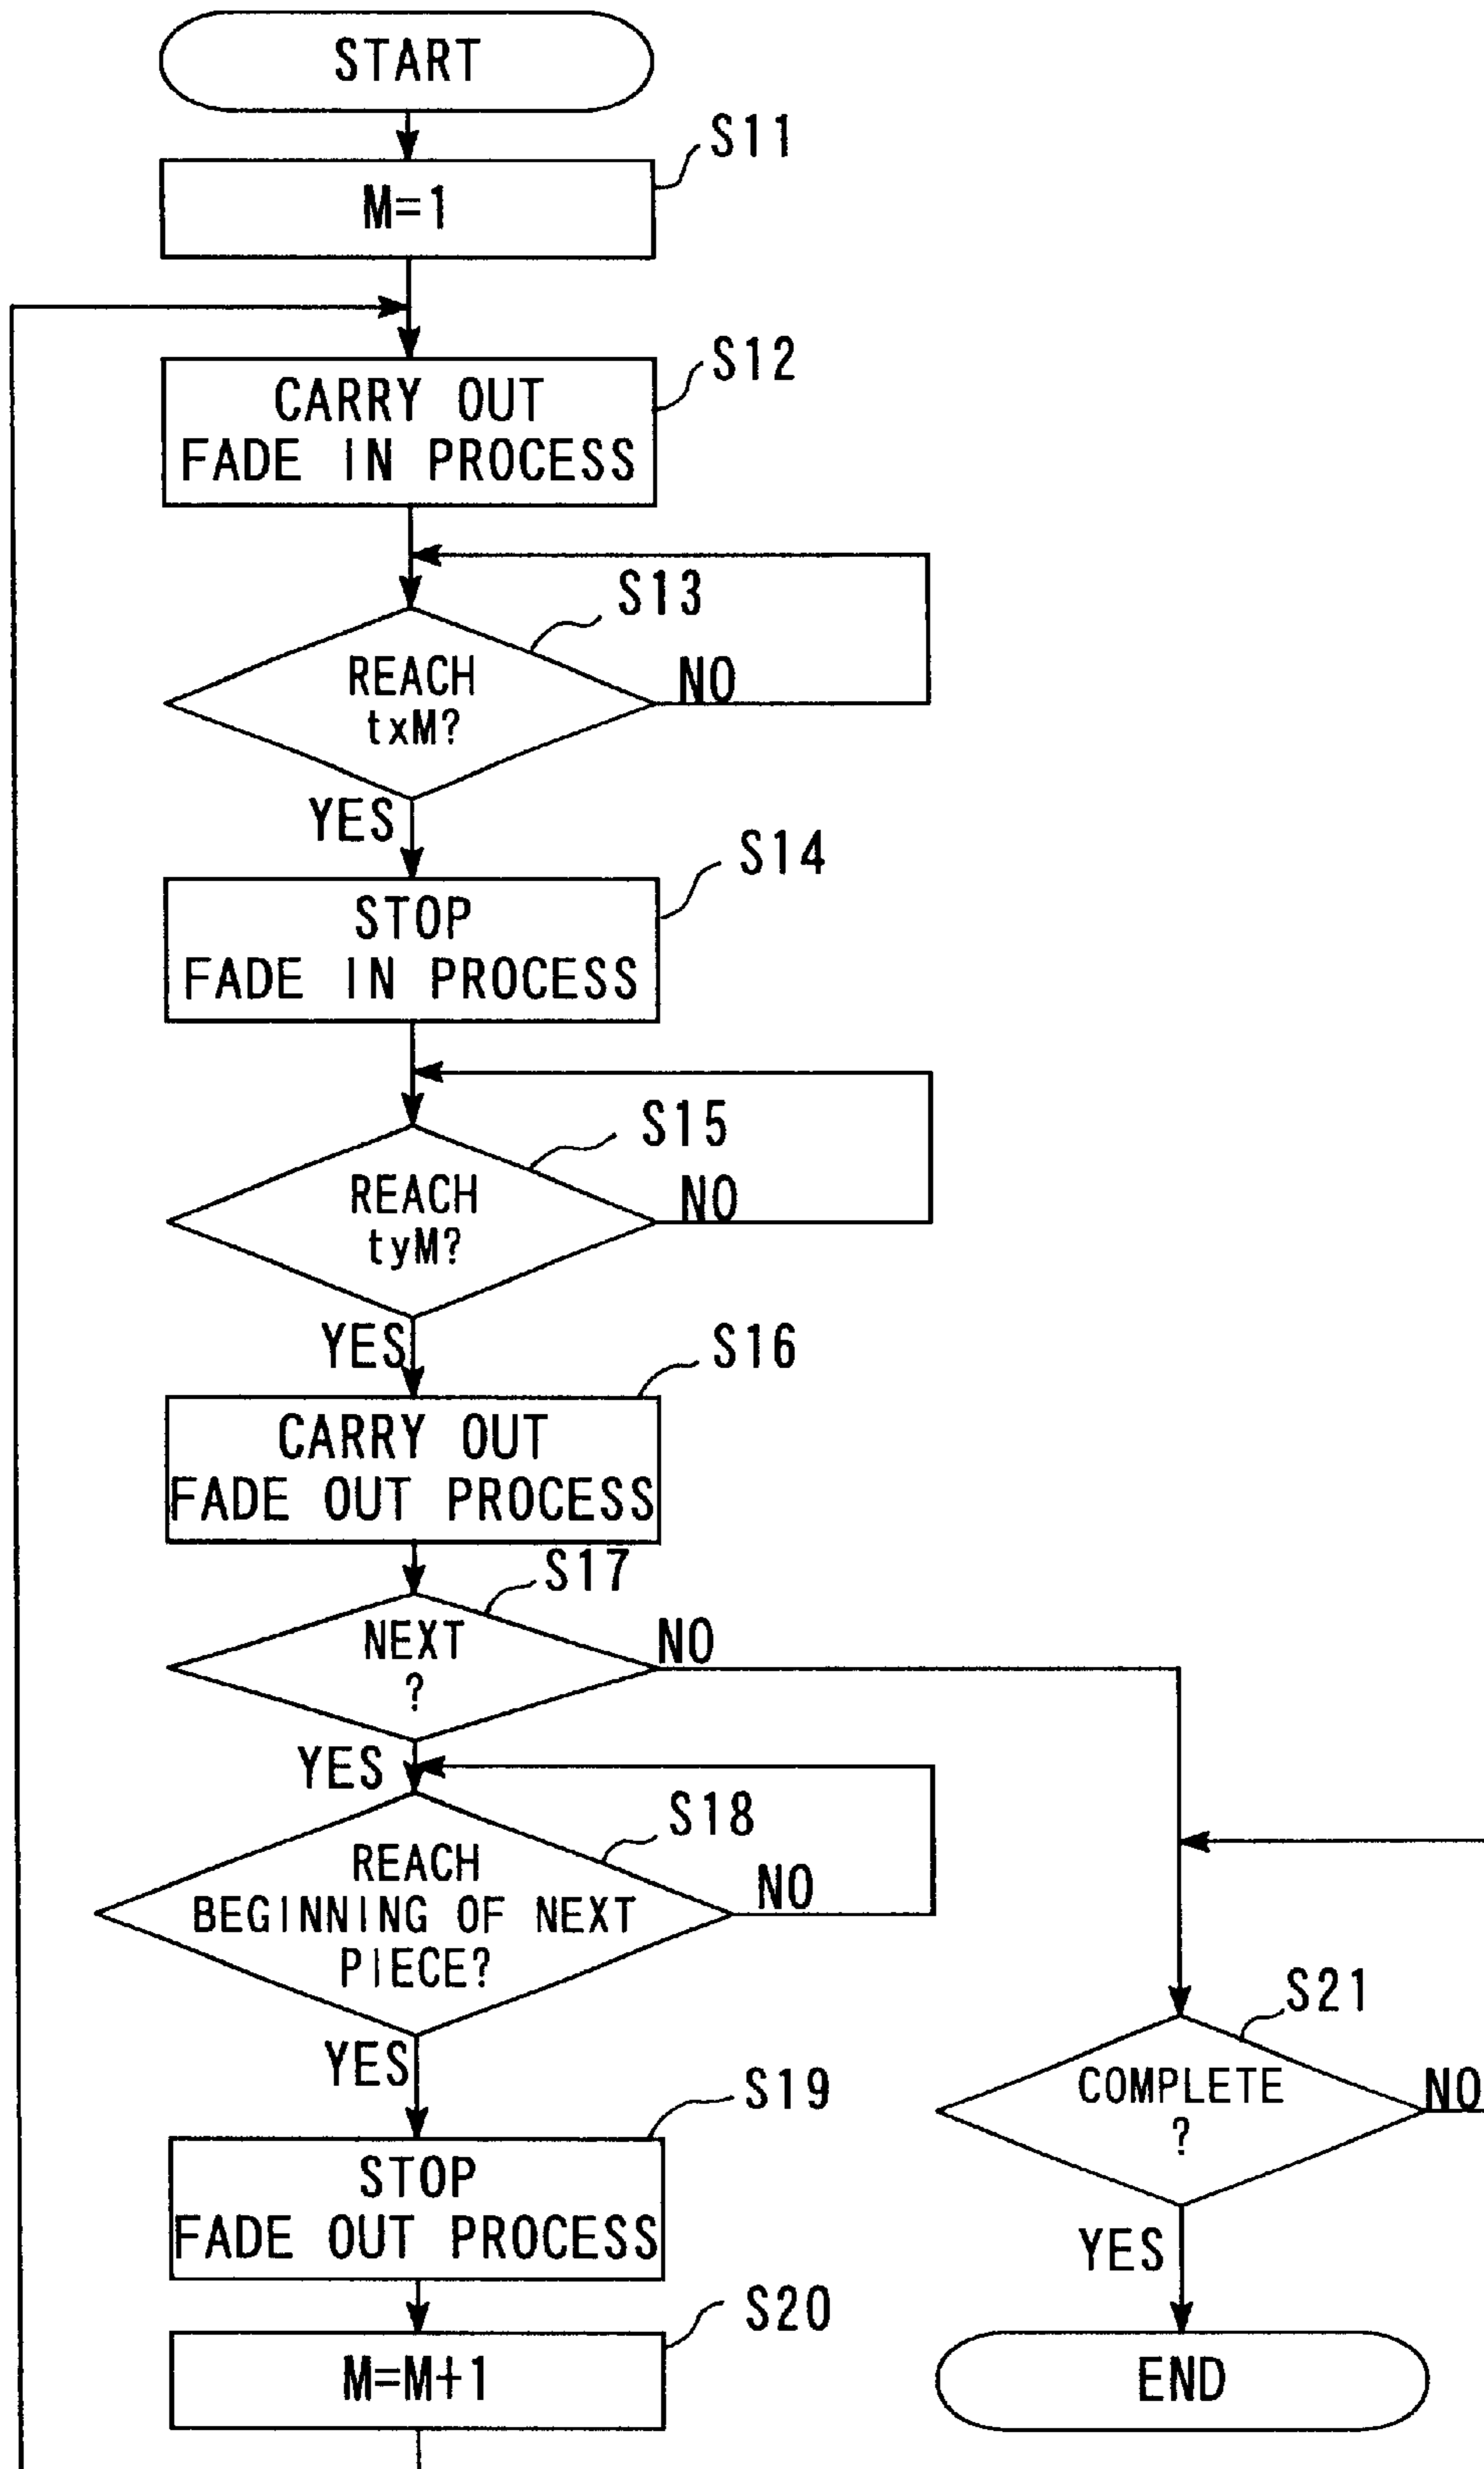 START
S11
M=1
S12
CARRY OUT
FADE IN PROCESS
S13
REACH
txM?
NO
YES
S14
STOP
FADE IN PROCESS
S15
REACH
tyM?
NO
YES
S16
CARRY OUT
FADE OUT PROCESS
S17
NEXT
?
NO
YES
S18
REACH
BEGINNING OF NEXT
PIECE?
NO
YES
S19
STOP
FADE OUT PROCESS
S20
M=M+1
S21
COMPLETE
?
NO
YES
END